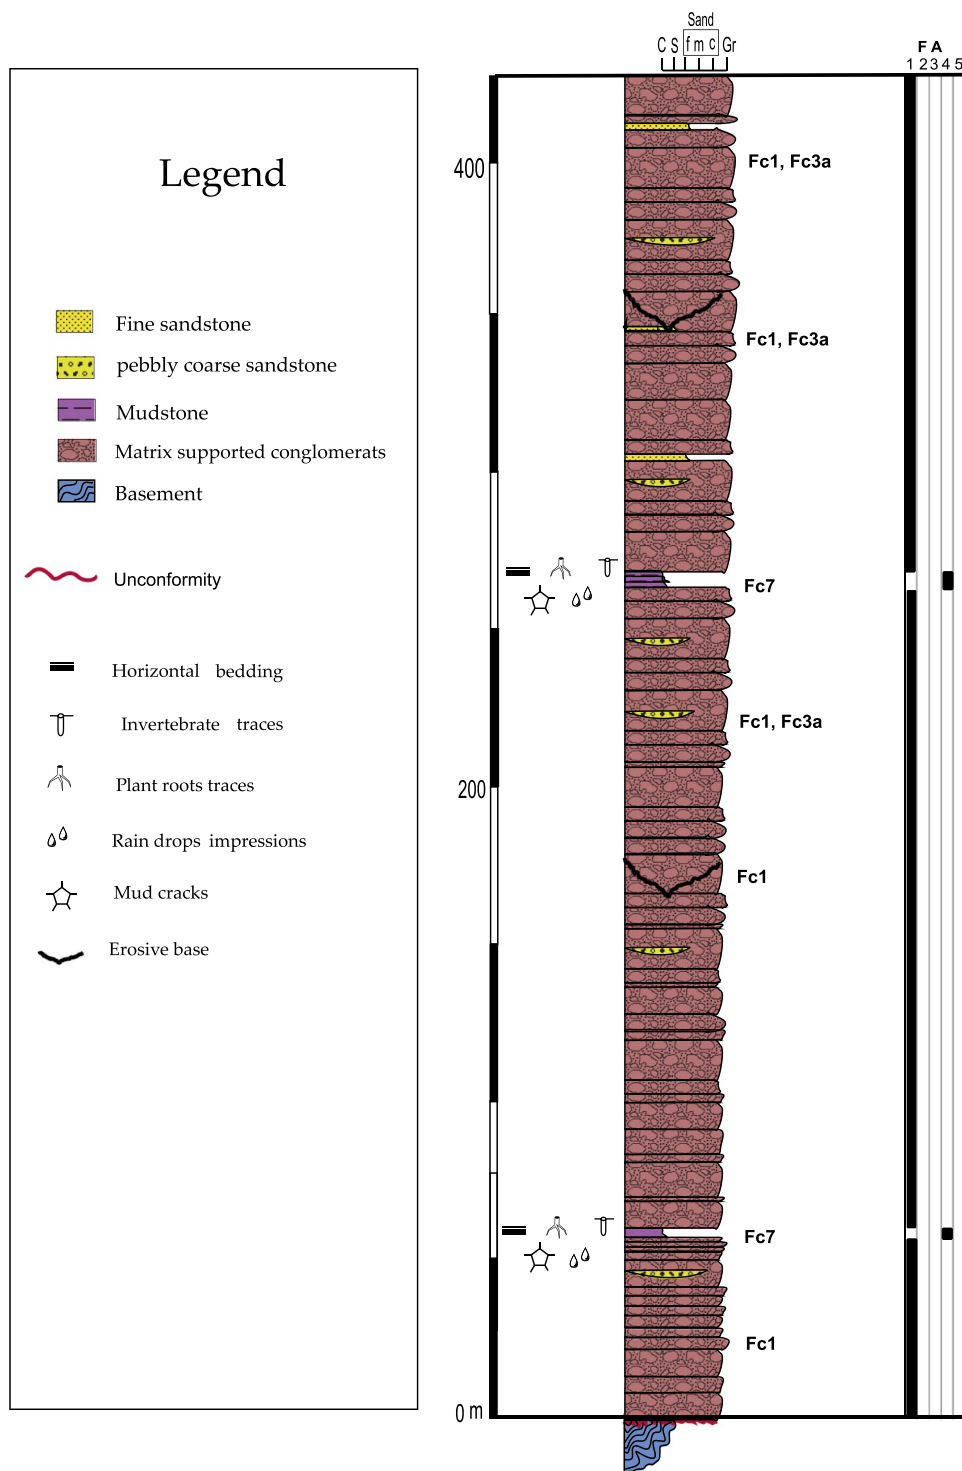 Legend
Fine sandstone
pebbly coarse sandstone
Mudstone
Matrix supported conglomerats
Basement
Unconformity
Horizontal bedding
Invertebrate traces
Plant roots traces
Rain drops impressions
Mud cracks
Erosive base
Sand
C S f m c Gr
F A
1 2 3 4 5
400
Fc1, Fc3a
Fc1, Fc3a
Fc7
Fc1, Fc3a
200
Fc1
Fc7
Fc1
0 m